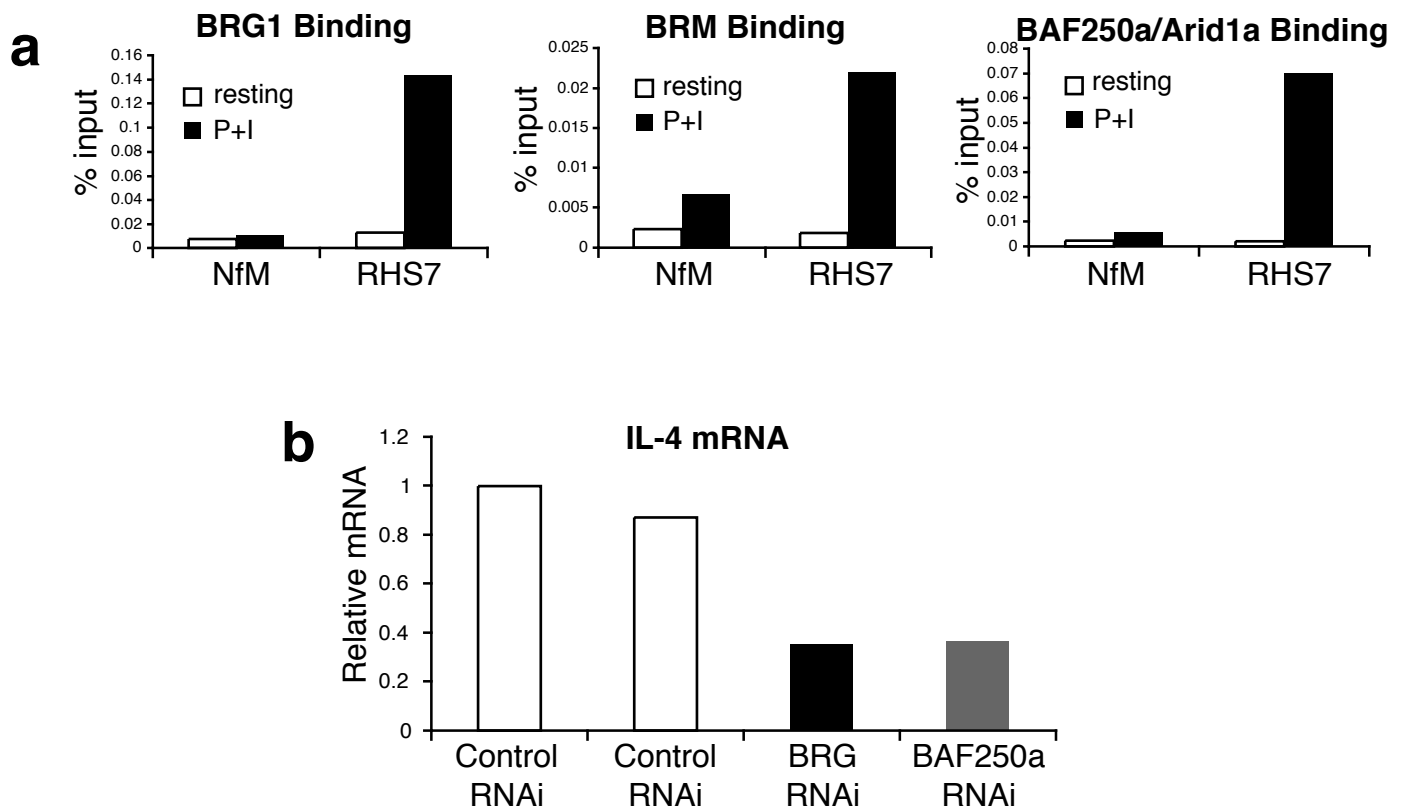 a
BRG1 Binding
% input
0.16
0.14
0.12
0.1
0.08
0.06
0.04
0.02
0
resting
P+I
NfM RHS7
BRM Binding
% input
0.025
0.02
0.015
0.01
0.005
0
resting
P+I
NfM RHS7
BAF250a/Arid1a Binding
% input
0.08
0.07
0.06
0.05
0.04
0.03
0.02
0.01
0
resting
P+I
NfM RHS7
b
IL-4 mRNA
Relative mRNA
1.2
1
0.8
0.6
0.4
0.2
0
Control RNAi
Control RNAi
BRG RNAi
BAF250a RNAi